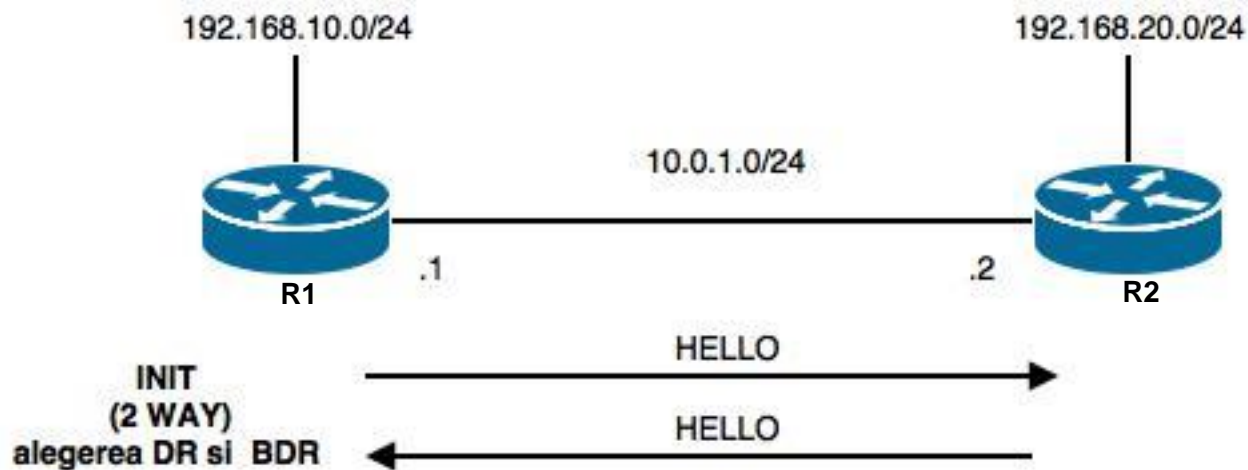 192.168.10.0/24
192.168.20.0/24
10.0.1.0/24
.1
.2
R1
R2
HELLO
INIT
(2 WAY)
HELLO
alegerea DR si BDR